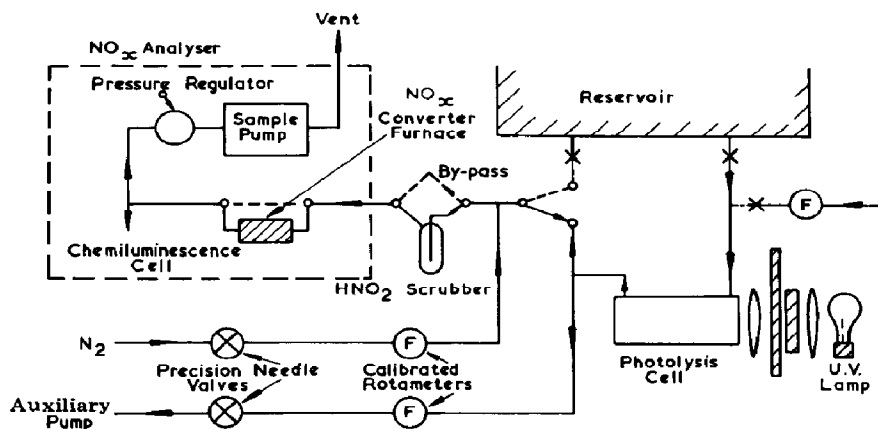 Vent
NOx Analyser
Pressure Regulator
Sample
Pump
NOx
Converter
Furnace
Reservoir
By-pass
F
Chemiluminescence
Cell
HNO2 Scrubber
N2
F
Precision Needle
Valves
Calibrated
Rotameters
Photolysis
Cell
U.V.
Lamp
Auxiliary
Pump
F